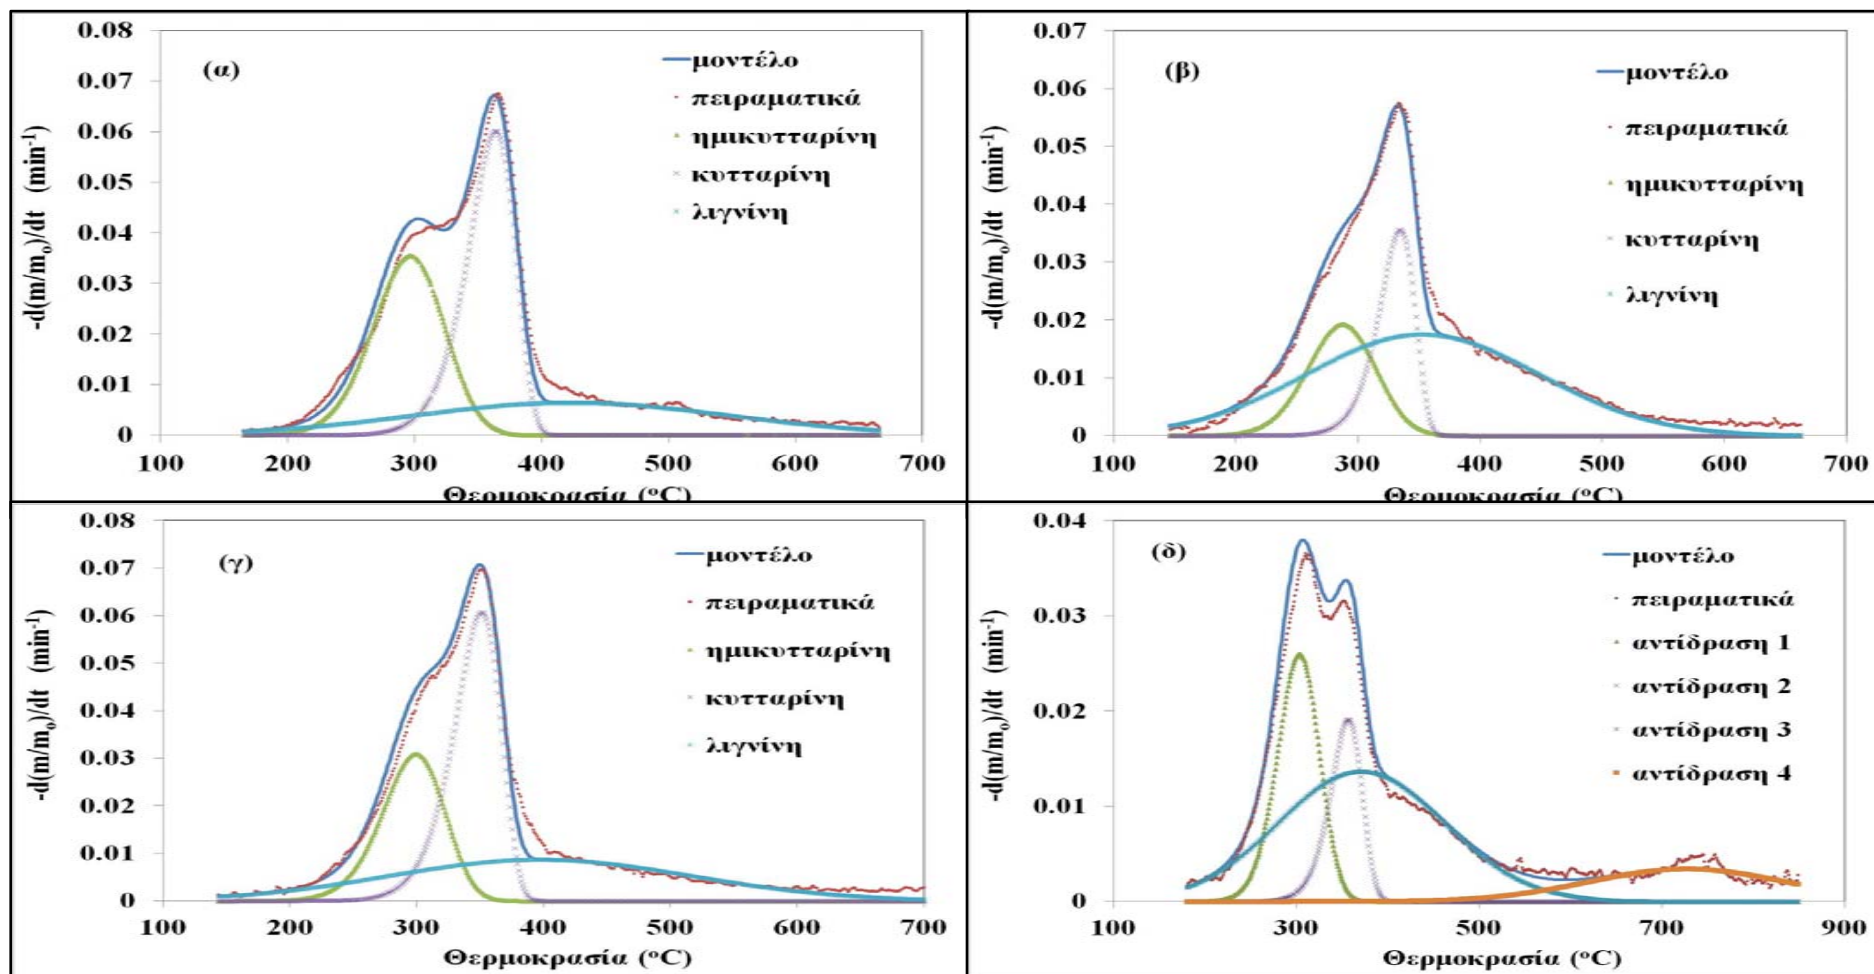 (α)
0.08
0.07
0.06
0.05
0.04
0.03
0.02
0.01
0
-d(m/m₀)/dt (min⁻¹)
μοντέλο
πειραματικά
ημικυτταρίνη
κυτταρίνη
λιγνίνη
100 200 300 400 500 600 700
Θερμοκρασία (°C)
(β)
0.07
0.06
0.05
0.04
0.03
0.02
0.01
0
-d(m/m₀)/dt (min⁻¹)
μοντέλο
πειραματικά
ημικυτταρίνη
κυτταρίνη
λιγνίνη
100 200 300 400 500 600 700
Θερμοκρασία (°C)
(γ)
0.08
0.07
0.06
0.05
0.04
0.03
0.02
0.01
0
-d(m/m₀)/dt (min⁻¹)
μοντέλο
πειραματικά
ημικυτταρίνη
κυτταρίνη
λιγνίνη
100 200 300 400 500 600 700
Θερμοκρασία (°C)
(δ)
0.04
0.03
0.02
0.01
0
-d(m/m₀)/dt (min⁻¹)
μοντέλο
πειραματικά
αντίδραση 1
αντίδραση 2
αντίδραση 3
αντίδραση 4
100 300 500 700 900
Θερμοκρασία (°C)